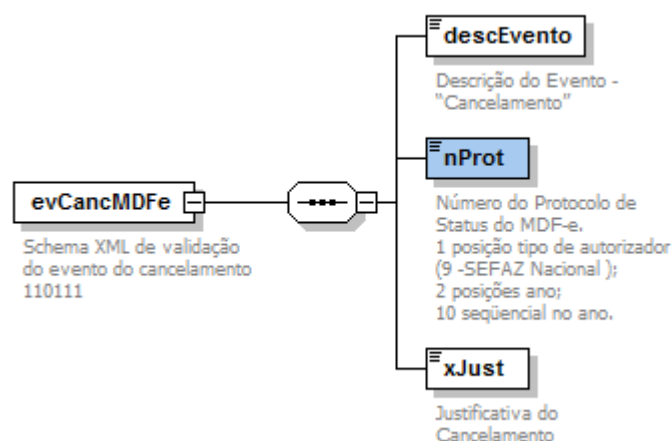 descEvento
Descrição do Evento -
"Cancelamento"
nProt
Número do Protocolo de
Status do MDF-e.
1 posição tipo de autorizador
(9 -SEFAZ Nacional );
2 posições ano;
10 seqüencial no ano.
evCancMDFe
Schema XML de validação
do evento do cancelamento
110111
xJust
Justificativa do
Cancelamento